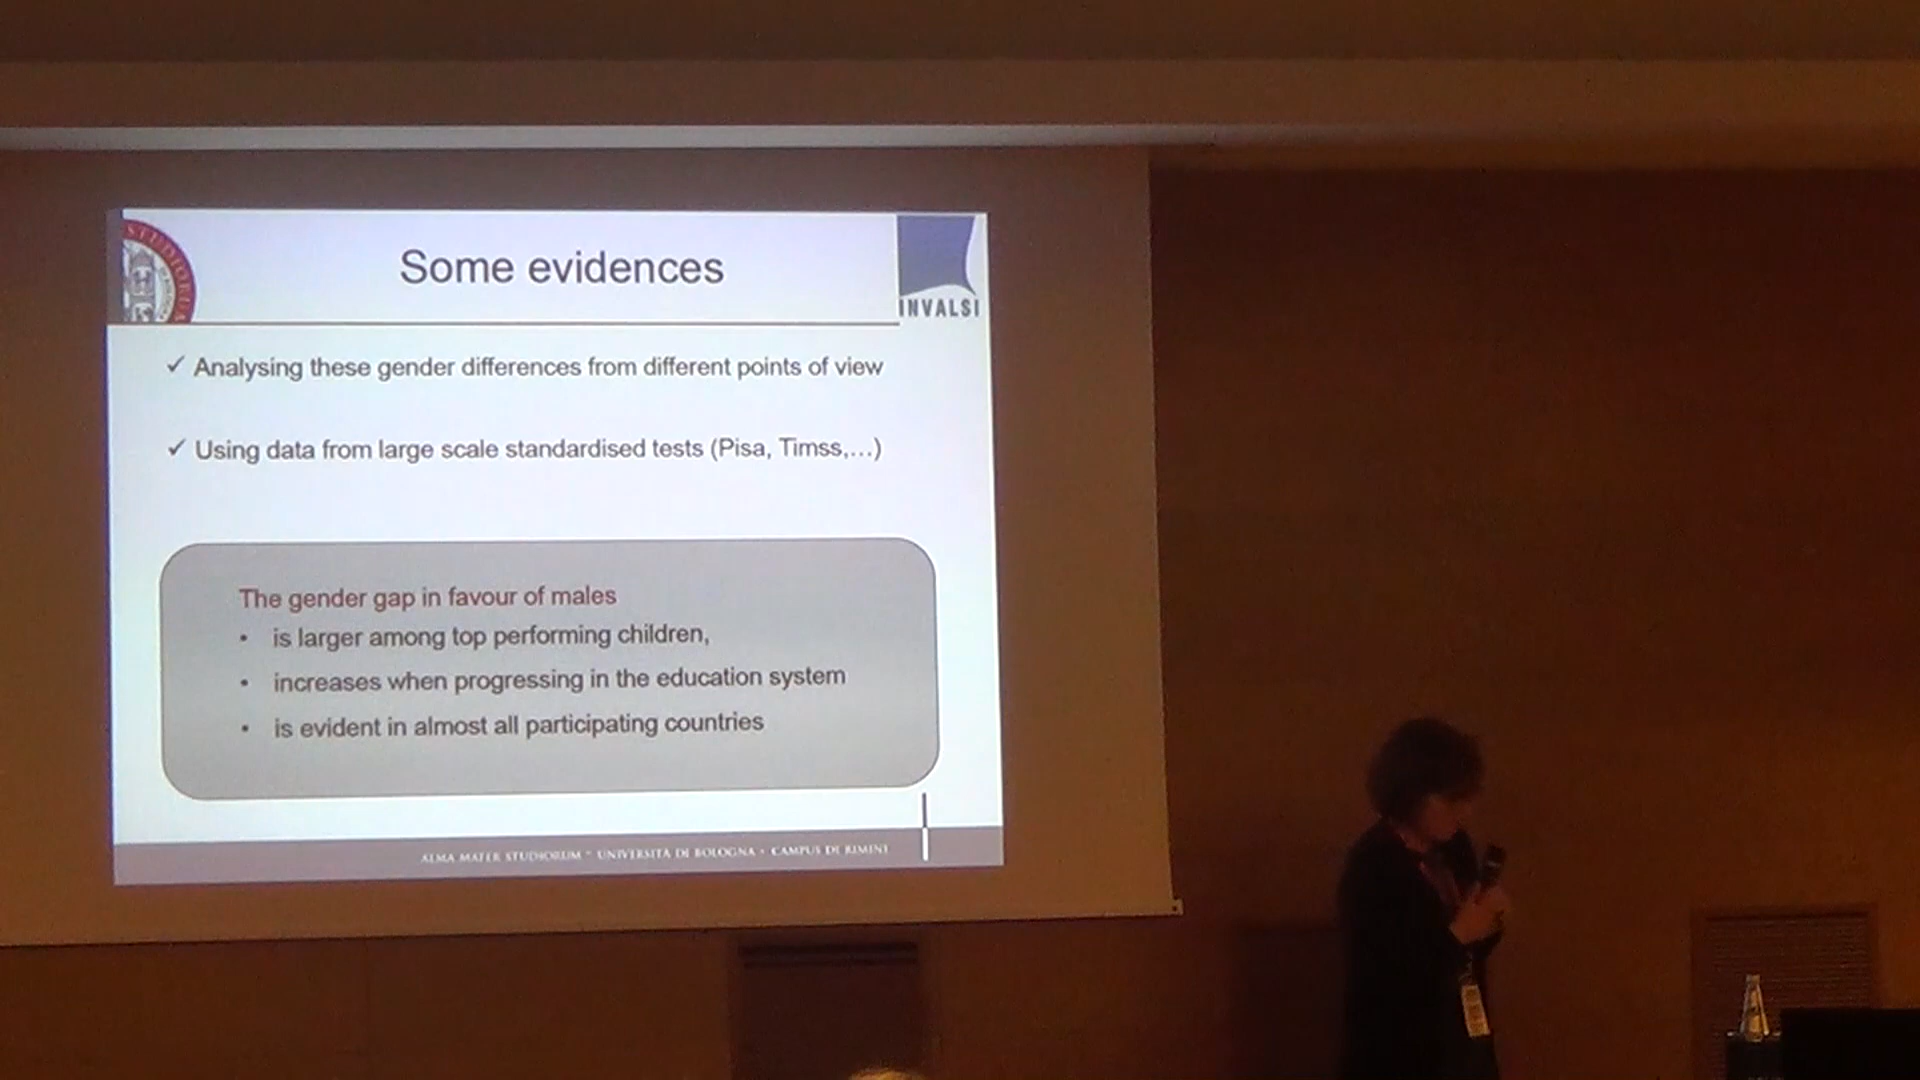 STUDIORUM
Some evidences
INVALSI
✓ Analysing these gender differences from different points of view
✓ Using data from large scale standardised tests (Pisa, Timss,...)
The gender gap in favour of males
• is larger among top performing children,
• increases when progressing in the education system
• is evident in almost all participating countries
ALMA MATER STUDIORUM ~ UNIVERSITÀ DI BOLOGNA - CAMPUS DI RIMINI